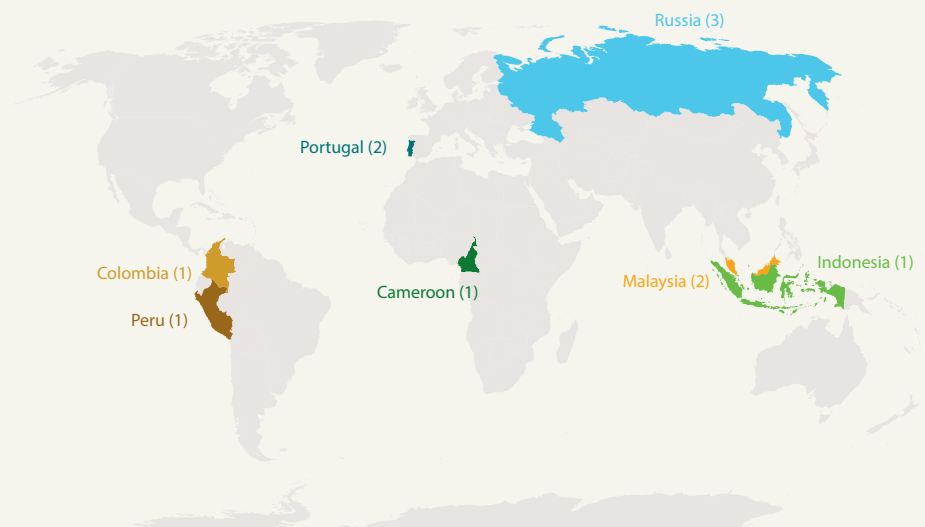 Russia (3)
Portugal (2)
Indonesia (1)
Colombia (1)
Malaysia (2)
Cameroon (1)
Peru (1)